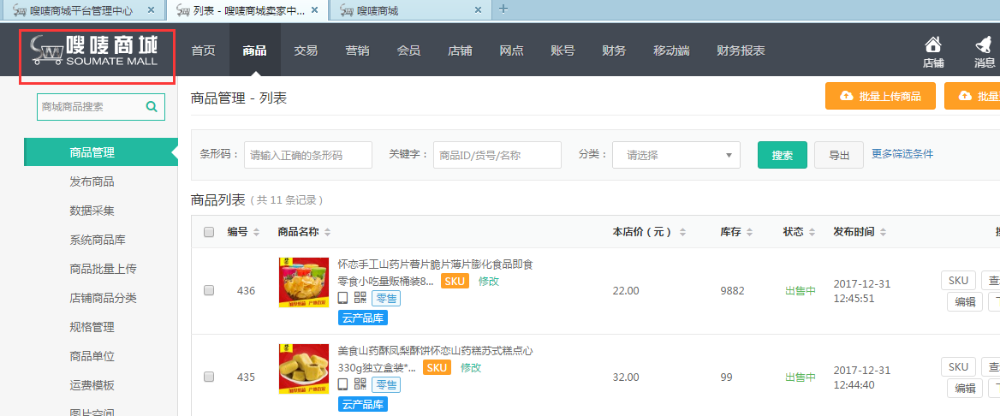 嗖唛商城平台管理中心
列表 - 嗖唛商城卖家中...
嗖唛商城
嗖唛商城
SOUMATE MALL
首页 商品 交易 营销 会员 店铺 网点 账号 财务 移动端 财务报表 店铺 消息
商城商品搜索
商品管理
发布商品
数据采集
系统商品库
商品批量上传
店铺商品分类
规格管理
商品单位
运费模板
图片空间
商品管理 - 列表
批量上传商品
批量
条形码： 请输入正确的条形码 关键字： 商品ID/货号/名称 分类： 请选择 搜索 导出 更多筛选条件
商品列表 ( 共 11 条记录 )
编号 商品名称 本店价（元） 库存 状态 发布时间
436
怀恋手工山药片苷片脆片薄片膨化食品即食
零食小吃量贩桶装8... SKU 修改
零售
云产品库
22.00 9882 出售中
2017-12-31
12:45:51
SKU 查
编辑
435
美食山药酥凤梨酥饼怀恋山药糕苏式糕点心
330g独立盒装*... SKU 修改
零售
云产品库
32.00 99 出售中
2017-12-31
12:44:40
SKU 查
编辑